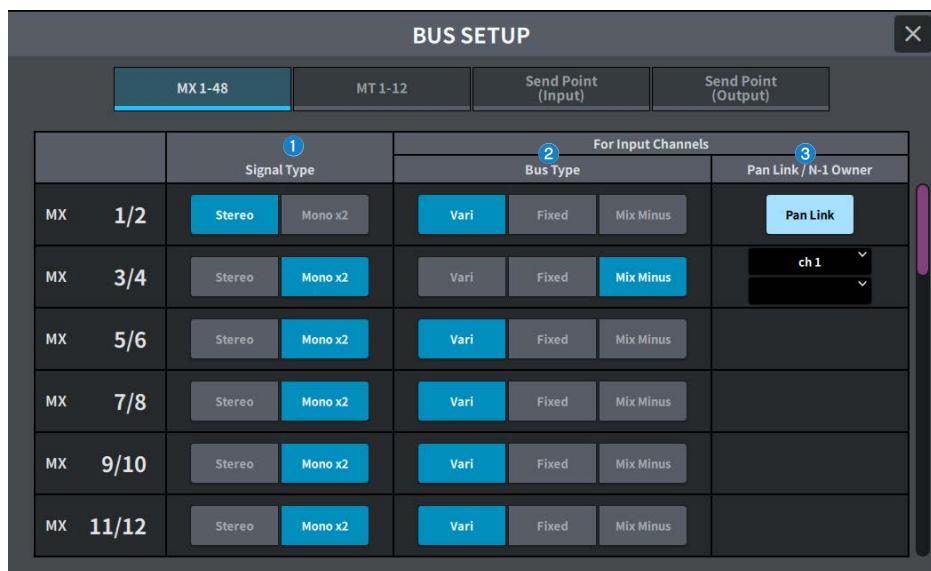 BUS SETUP
MX 1-48
MT 1-12
Send Point
(Input)
Send Point
(Output)
1
Signal Type
For Input Channels
2
Bus Type
3
Pan Link / N-1 Owner
MX 1/2 Stereo Mono x2 Vari Fixed Mix Minus Pan Link
MX 3/4 Stereo Mono x2 Vari Fixed Mix Minus ch 1
MX 5/6 Stereo Mono x2 Vari Fixed Mix Minus
MX 7/8 Stereo Mono x2 Vari Fixed Mix Minus
MX 9/10 Stereo Mono x2 Vari Fixed Mix Minus
MX 11/12 Stereo Mono x2 Vari Fixed Mix Minus